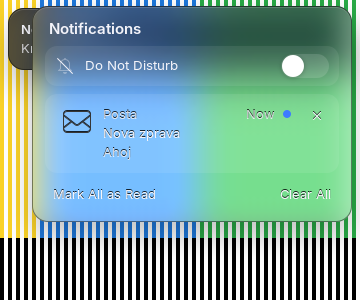 Notifications
Do Not Disturb
Posta
Now
Nova zprava
Ahoj
Mark All as Read
Clear All